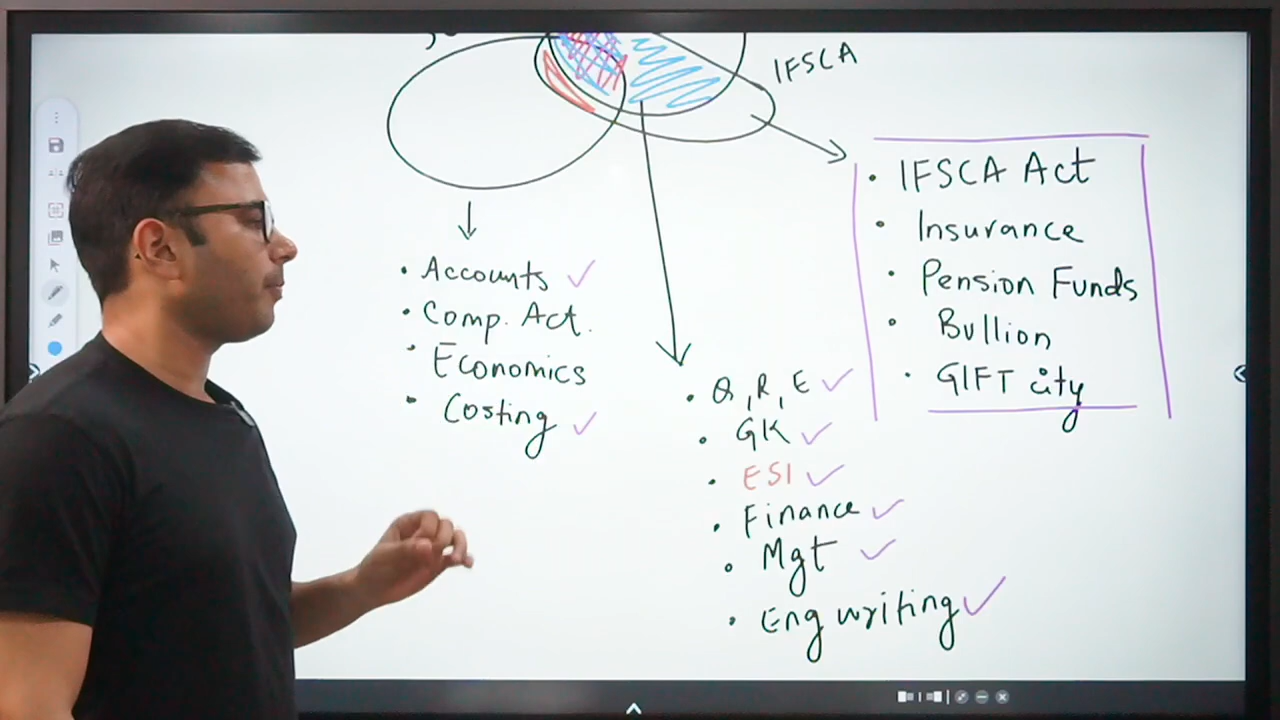 IFSCA
• IFSCA Act
• Insurance
• Pension Funds
• Bullion
• GIFT city
• Accounts ✓
• Comp. Act.
• Economics
• Costing ✓
• Q, R, E ✓
• GK ✓
• ESI ✓
• Finance ✓
• Mgt ✓
• Eng writing ✓